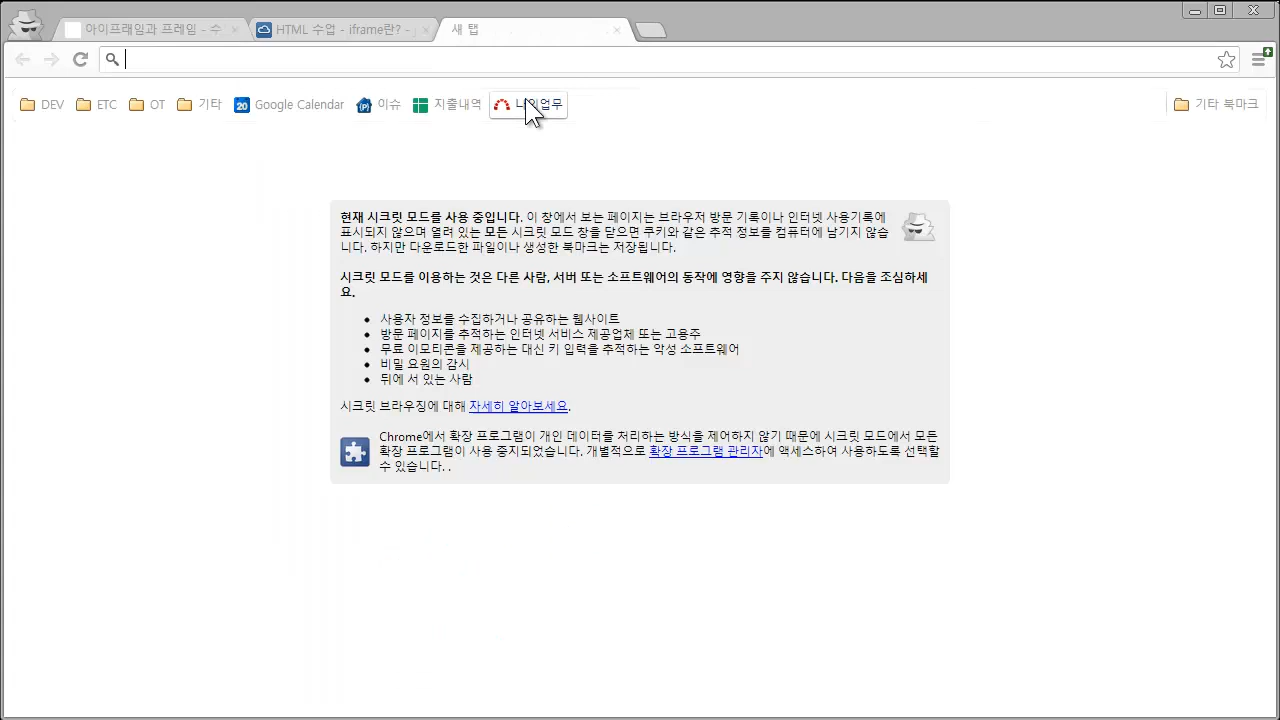 아이프래임과 프레임 - 수
HTML 수업 - iframe란? -
새 탭
DEV
ETC
OT
기타
20
Google Calendar
이슈
지출내역
기타 북마크
현재 시크릿 모드를 사용 중입니다. 이 창에서 보는 페이지는 브라우저 방문 기록이나 인터넷 사용기록에
표시되지 않으며 열려 있는 모든 시크릿 모드 창을 닫으면 쿠키와 같은 추적 정보를 컴퓨터에 남기지 않습
니다. 하지만 다운로드한 파일이나 생성한 북마크는 저장됩니다.
시크릿 모드를 이용하는 것은 다른 사람, 서버 또는 소프트웨어의 동작에 영향을 주지 않습니다. 다음을 조심하세
요.
사용자 정보를 수집하거나 공유하는 웹사이트
방문 페이지를 추적하는 인터넷 서비스 제공업체 또는 고용주
무료 이모티콘을 제공하는 대신 키 입력을 추적하는 악성 소프트웨어
비밀 요원의 감시
뒤에 서 있는 사람
시크릿 브라우징에 대해 자세히 알아보세요.
Chrome에서 확장 프로그램이 개인 데이터를 처리하는 방식을 제어하지 않기 때문에 시크릿 모드에서 모든
확장 프로그램이 사용 중지되었습니다. 개별적으로 확장 프로그램 관리자에 액세스하여 사용하도록 선택할
수 있습니다. .